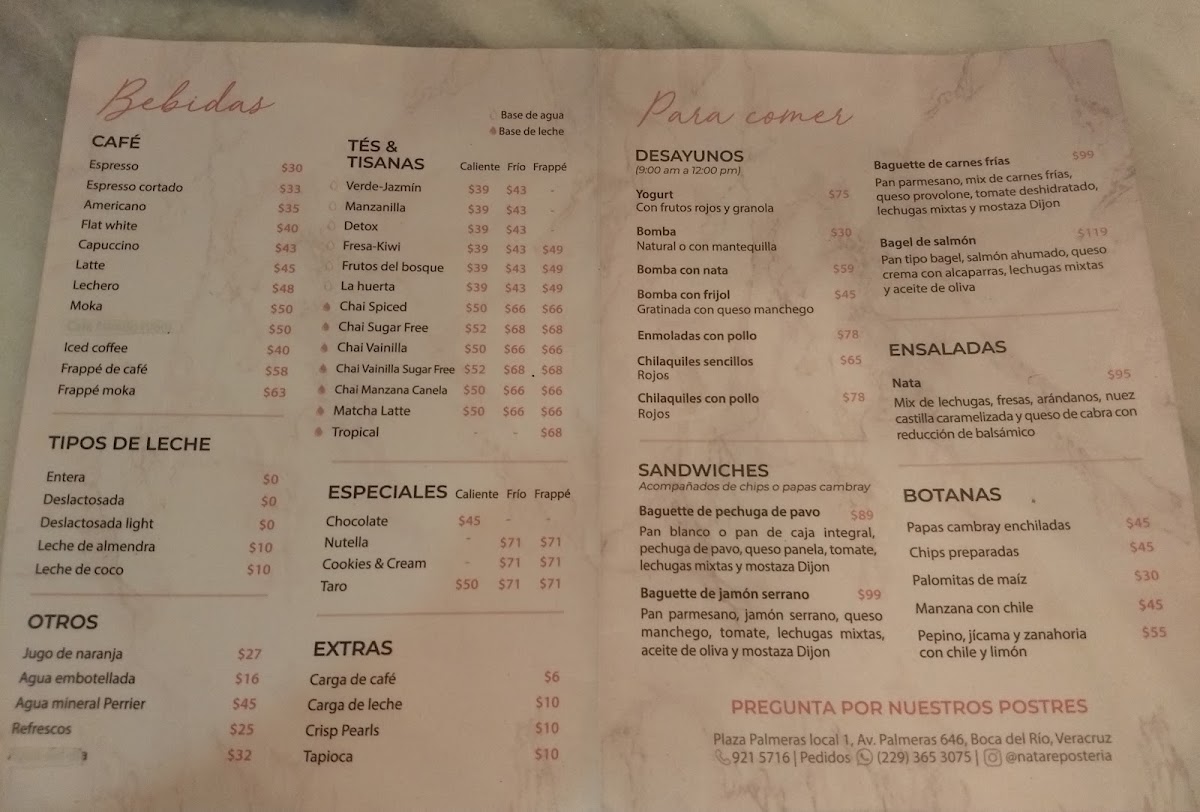 Bebidas
CAFÉ
Espresso $30
Espresso cortado $33
Americano $35
Flat white $40
Capuccino $43
Latte $45
Lechero $48
Moka $50
$50
Iced coffee $40
Frappé de café $58
Frappé moka $63
TIPOS DE LECHE
Entera $0
Deslactosada $0
Deslactosada light $0
Leche de almendra $10
Leche de coco $10
OTROS
Jugo de naranja $27
Agua embotellada $16
Agua mineral Perrier $45
Refrescos $25
$32
Base de agua
Base de leche
TÉS &
TISANAS Caliente Frío Frappé
Verde-Jazmín $39 $43 -
Manzanilla $39 $43 -
Detox $39 $43 -
Fresa-Kiwi $39 $43 $49
Frutos del bosque $39 $43 $49
La huerta $39 $43 $49
Chai Spiced $50 $66 $66
Chai Sugar Free $52 $68 $68
Chai Vainilla $50 $66 $66
Chai Vainilla Sugar Free $52 $68 $68
Chai Manzana Canela $50 $66 $66
Matcha Latte $50 $66 $66
Tropical - - $68
ESPECIALES Caliente Frío Frappé
Chocolate $45 - -
Nutella - $71 $71
Cookies & Cream - $71 $71
Taro $50 $71 $71
EXTRAS
Carga de café $6
Carga de leche $10
Crisp Pearls $10
Tapioca $10
Para comer
DESAYUNOS
(9:00 am a 12:00 pm)
Yogurt $75
Con frutos rojos y granola
Bomba $30
Natural o con mantequilla
Bomba con nata $59
Bomba con frijol $45
Gratinada con queso manchego
Enmoladas con pollo $78
Chilaquiles sencillos $65
Rojos
Chilaquiles con pollo $78
Rojos
SANDWICHES
Acompañados de chips o papas cambray
Baguette de pechuga de pavo $89
Pan blanco o pan de caja integral,
pechuga de pavo, queso panela, tomate,
lechugas mixtas y mostaza Dijon
Baguette de jamón serrano $99
Pan parmesano, jamón serrano, queso
manchego, tomate, lechugas mixtas,
aceite de oliva y mostaza Dijon
Baguette de carnes frías $99
Pan parmesano, mix de carnes frías,
queso provolone, tomate deshidratado,
lechugas mixtas y mostaza Dijon
Bagel de salmón $119
Pan tipo bagel, salmón ahumado, queso
crema con alcaparras, lechugas mixtas
y aceite de oliva
ENSALADAS
Nata $95
Mix de lechugas, fresas, arándanos, nuez
castilla caramelizada y queso de cabra con
reducción de balsámico
BOTANAS
Papas cambray enchiladas $45
Chips preparadas $45
Palomitas de maíz $30
Manzana con chile $45
Pepino, jícama y zanahoria $55
con chile y limón
PREGUNTA POR NUESTROS POSTRES
Plaza Palmeras local 1, Av. Palmeras 646, Boca del Río, Veracruz
921 5716 | Pedidos (229) 365 3075 | @natareposteria